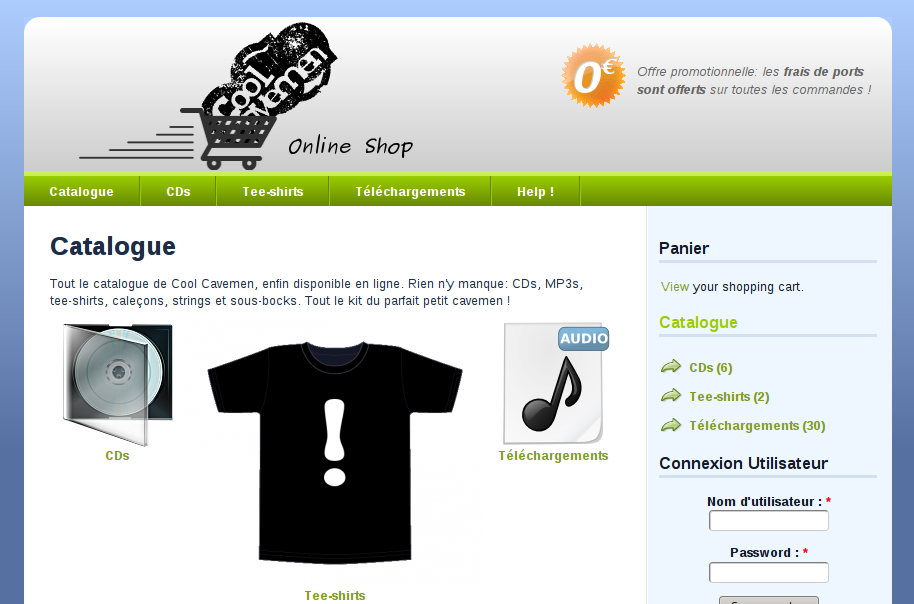 Cool
Cavemen
Online Shop
0€
Offre promotionnelle: les frais de ports
sont offerts sur toutes les commandes !
Catalogue
CDs
Tee-shirts
Téléchargements
Help !
Catalogue
Tout le catalogue de Cool Cavemen, enfin disponible en ligne. Rien n'y manque: CDs, MP3s,
tee-shirts, caleçons, strings et sous-bocks. Tout le kit du parfait petit cavemen !
CDs
!
Tee-shirts
AUDIO
Téléchargements
Panier
View your shopping cart.
Catalogue
CDs (6)
Tee-shirts (2)
Téléchargements (30)
Connexion Utilisateur
Nom d'utilisateur : *
Password : *